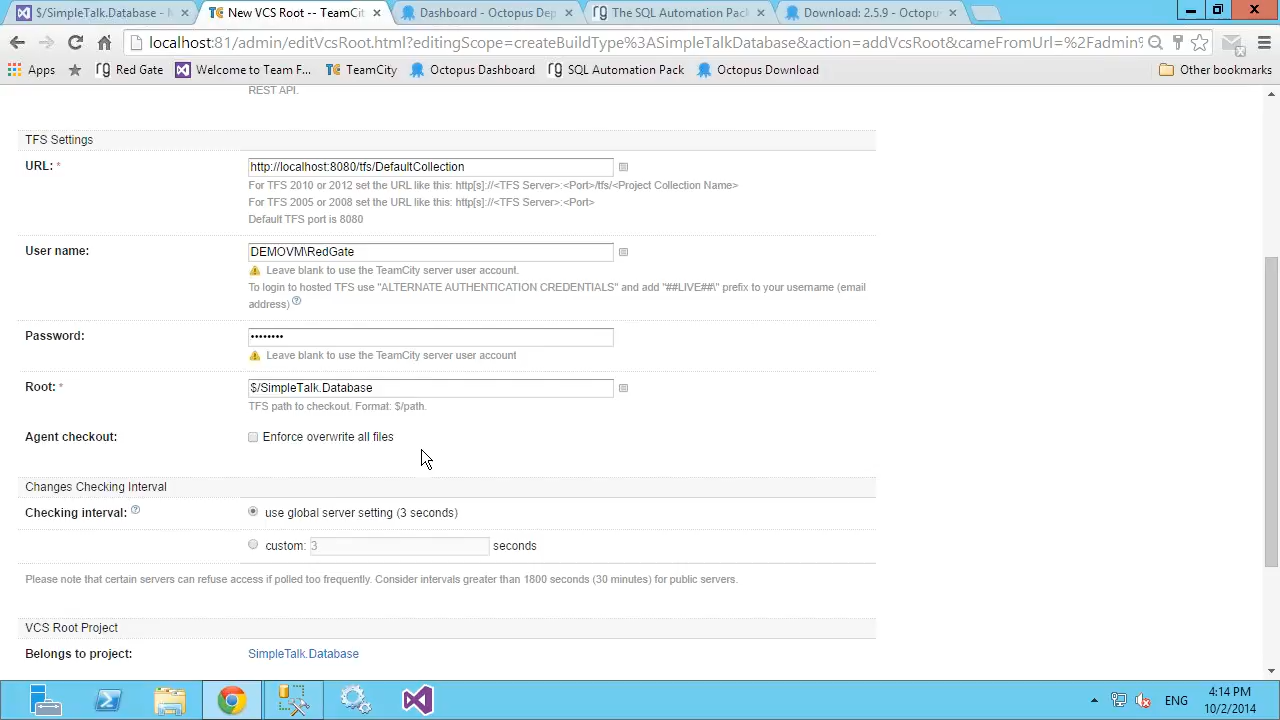 $/SimpleTalk.Database - 
New VCS Root -- TeamCit
Dashboard - Octopus Dep
The SQL Automation Pac
Download: 2.5.9 - Octopu
localhost:81/admin/editVcsRoot.html?editingScope=createBuildType%3ASimpleTalkDatabase&action=addVcsRoot&cameFromUrl=%2Fadmin%
Apps
Red Gate
Welcome to Team F...
TeamCity
Octopus Dashboard
SQL Automation Pack
Octopus Download
Other bookmarks
REST API.
TFS Settings
URL: *
http://localhost:8080/tfs/DefaultCollection
For TFS 2010 or 2012 set the URL like this: http[s]://<TFS Server>:<Port>/tfs/<Project Collection Name>
For TFS 2005 or 2008 set the URL like this: http[s]://<TFS Server>:<Port>
Default TFS port is 8080
User name:
DEMOVM\RedGate
Leave blank to use the TeamCity server user account.
To login to hosted TFS use "ALTERNATE AUTHENTICATION CREDENTIALS" and add "##LIVE##\" prefix to your username (email
address)
Password:
••••••••
Leave blank to use the TeamCity server user account
Root: *
$/SimpleTalk.Database
TFS path to checkout. Format: $/path.
Agent checkout:
Enforce overwrite all files
Changes Checking Interval
Checking interval:
use global server setting (3 seconds)
custom: 3 seconds
Please note that certain servers can refuse access if polled too frequently. Consider intervals greater than 1800 seconds (30 minutes) for public servers.
VCS Root Project
Belongs to project:
SimpleTalk.Database
ENG
4:14 PM
10/2/2014